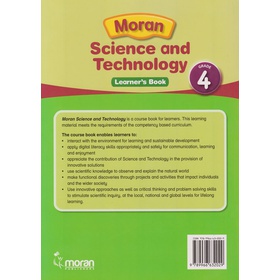 Moran
Science and
Technology
Learner's Book
GRADE
4
Moran Science and Technology is a course book for learners. This learning
material meets the requirements of the competency based curriculum.
The course book enables learners to:
• interact with the environment for learning and sustainable development
• apply digital literacy skills appropriately and safely for communication, learning
and enjoyment
• appreciate the contribution of Science and Technology in the provision of
innovative solutions
• use scientific knowledge to observe and explain the natural world
• make functional discoveries through projects and activities that impact individuals
and the wider society
• Use innovative approaches as well as critical thinking and problem solving skills
to stimulate scientific inquiry, at the local, national and global levels for lifelong
learning
moran